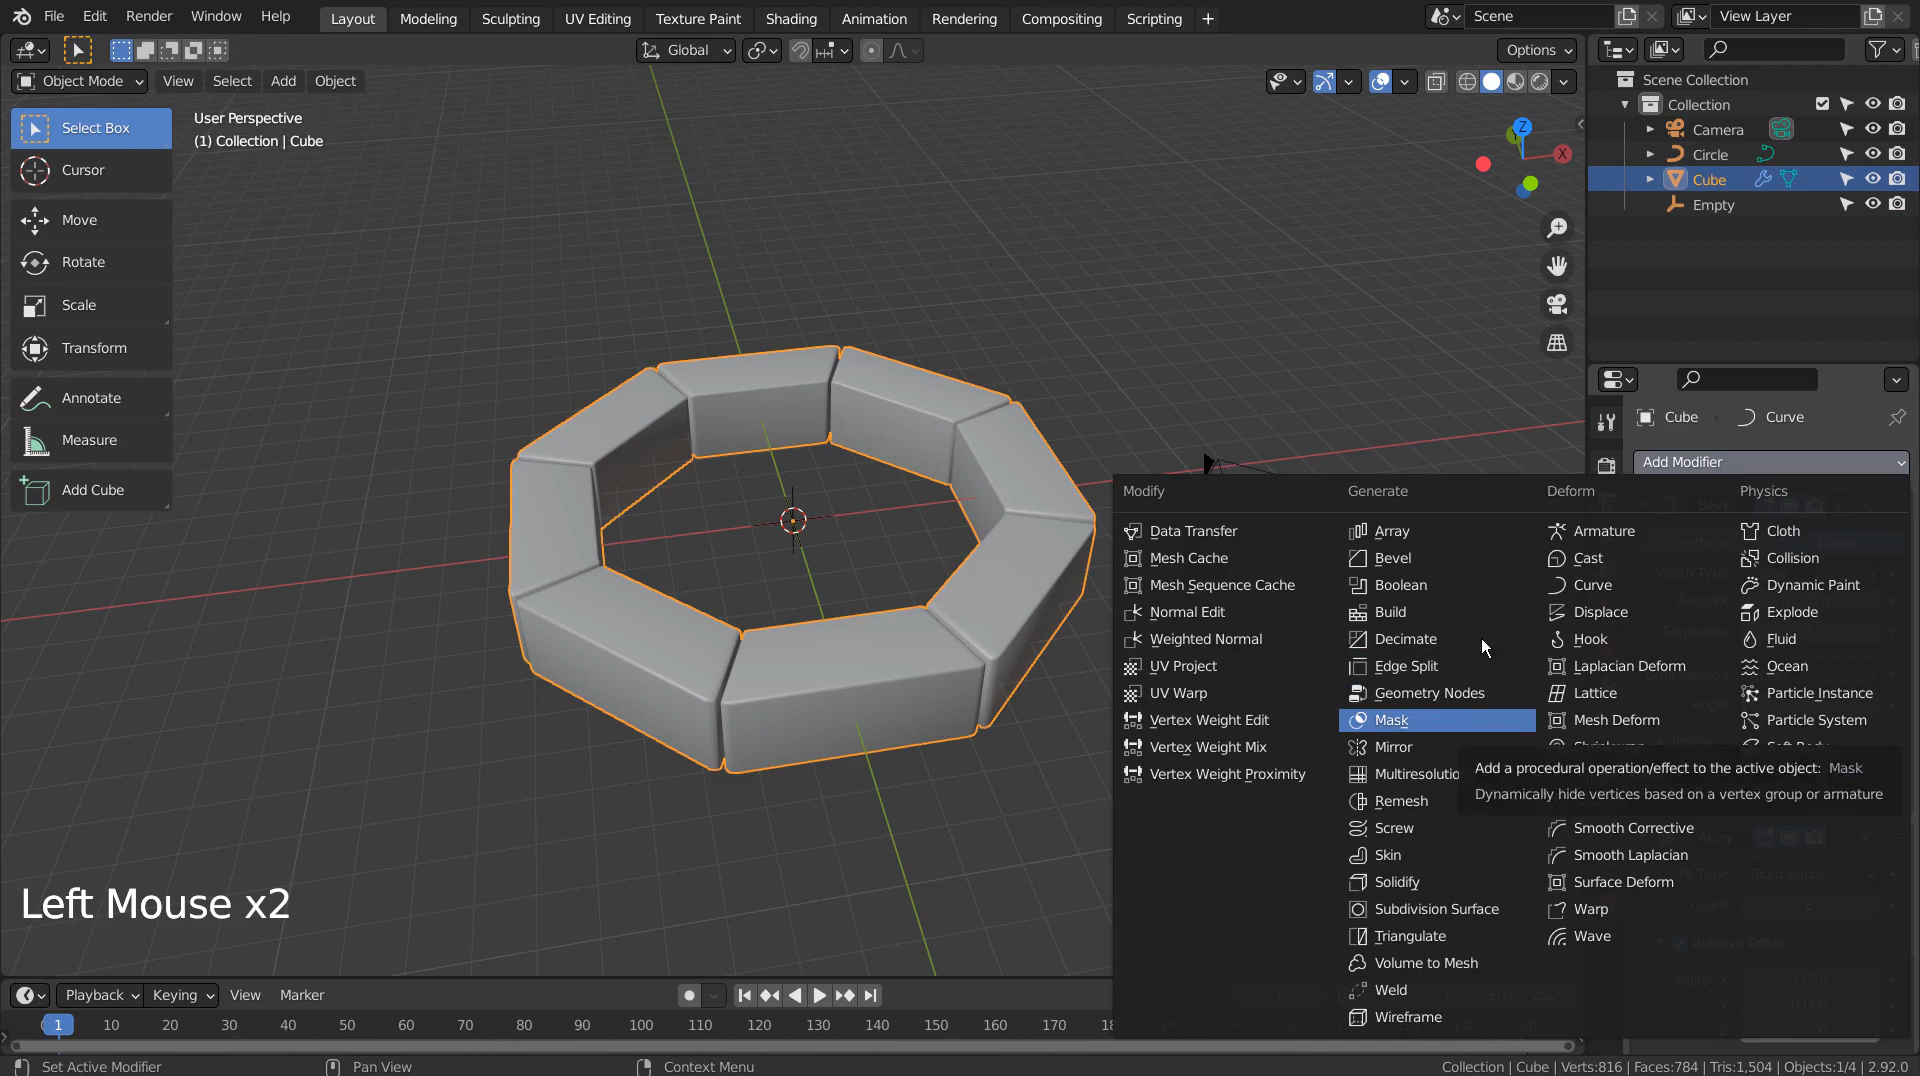 File Edit Render Window Help
Layout Modeling Sculpting UV Editing Texture Paint Shading Animation Rendering Compositing Scripting +
Scene
View Layer
Global
Options
Object Mode View Select Add Object
Select Box
Cursor
Move
Rotate
Scale
Transform
Annotate
Measure
Add Cube
User Perspective
(1) Collection | Cube
Z
X
Scene Collection
Collection
Camera
Circle
Cube
Empty
Cube Curve
Add Modifier
Modify Generate Deform Physics
Data Transfer Array Armature Cloth
Mesh Cache Bevel Cast Collision
Mesh Sequence Cache Boolean Curve Dynamic Paint
Normal Edit Build Displace Explode
Weighted Normal Decimate Hook Fluid
UV Project Edge Split Laplacian Deform Ocean
UV Warp Geometry Nodes Lattice Particle Instance
Vertex Weight Edit Mask Mesh Deform Particle System
Vertex Weight Mix Mirror
Vertex Weight Proximity Multiresolutio
Add a procedural operation/effect to the active object: Mask
Dynamically hide vertices based on a vertex group or armature
Remesh
Screw Smooth Corrective
Skin Smooth Laplacian
Solidify Surface Deform
Subdivision Surface Warp
Triangulate Wave
Volume to Mesh
Weld
Wireframe
Relative Offset
Factor X 1.020
Y 0.000
Z
Left Mouse x2
Playback Keying View Marker
1 10 20 30 40 50 60 70 80 90 100 110 120 130 140 150 160 170
Set Active Modifier Pan View Context Menu
Collection | Cube | Verts:816 | Faces:784 | Tris:1,504 | Objects:1/4 | 2.92.0